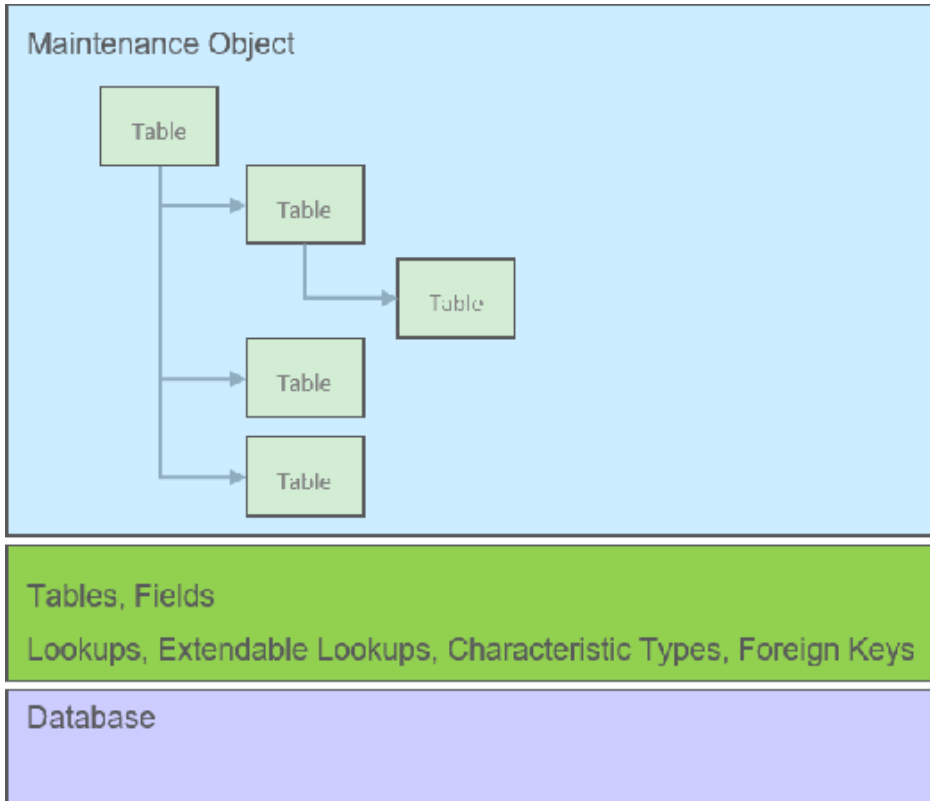 Maintenance Object
Table
Table
Table
Table
Table
Tables, Fields
Lookups, Extendable Lookups, Characteristic Types, Foreign Keys
Database